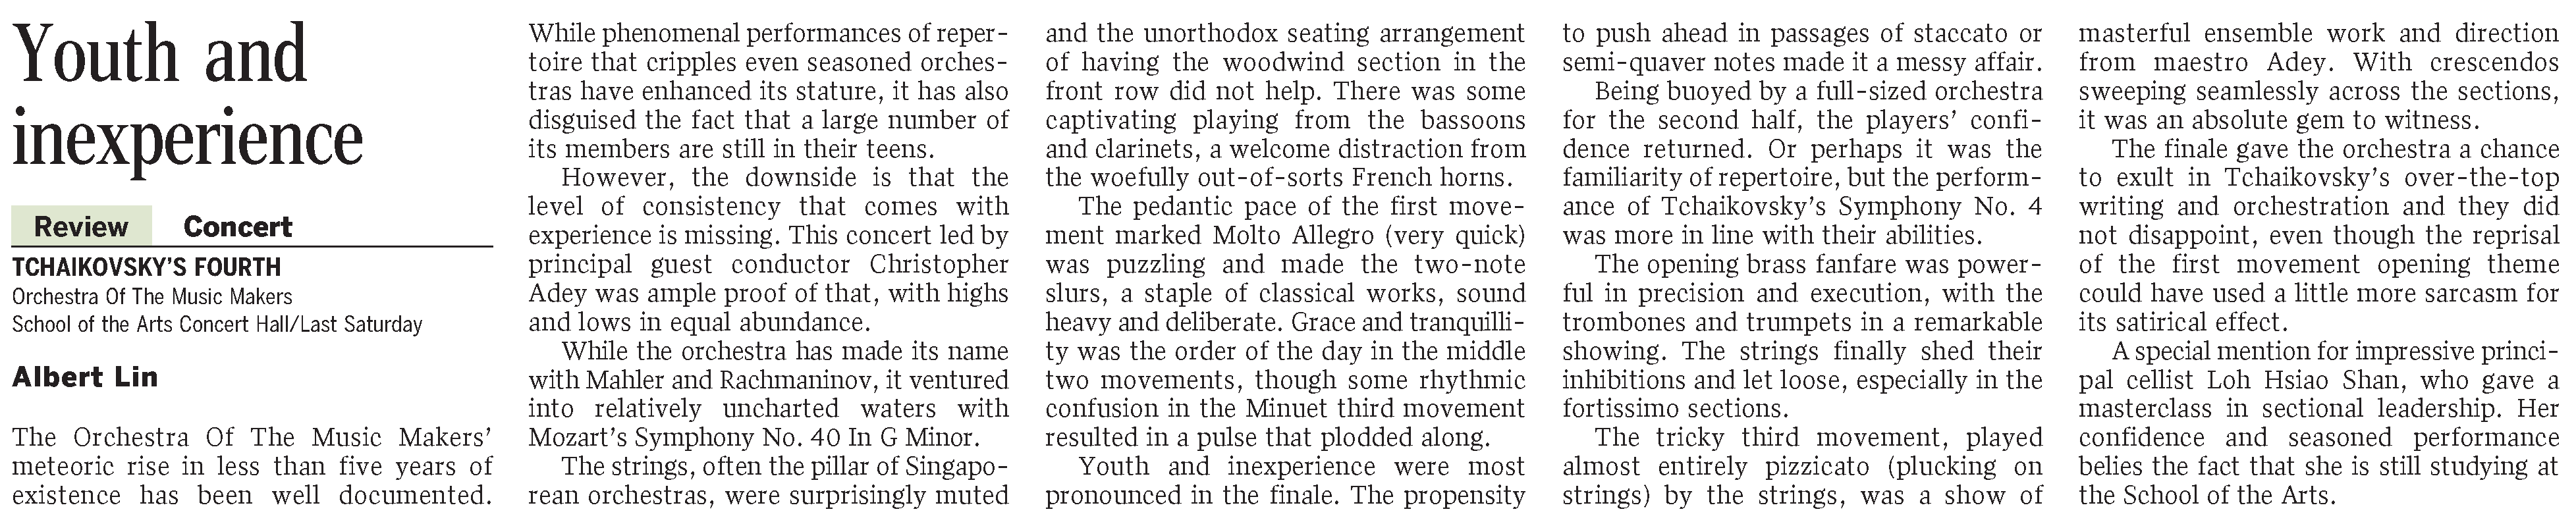 Youth and
inexperience
Review Concert
TCHAIKOVSKY'S FOURTH
Orchestra Of The Music Makers
School of the Arts Concert Hall/Last Saturday
Albert Lin
The Orchestra Of The Music Makers'
meteoric rise in less than five years of
existence has been well documented.
While phenomenal performances of reper-
toire that cripples even seasoned orches-
tras have enhanced its stature, it has also
disguised the fact that a large number of
its members are still in their teens.
However, the downside is that the
level of consistency that comes with
experience is missing. This concert led by
principal guest conductor Christopher
Adey was ample proof of that, with highs
and lows in equal abundance.
While the orchestra has made its name
with Mahler and Rachmaninov, it ventured
into relatively uncharted waters with
Mozart's Symphony No. 40 In G Minor.
The strings, often the pillar of Singapo-
rean orchestras, were surprisingly muted
and the unorthodox seating arrangement
of having the woodwind section in the
front row did not help. There was some
captivating playing from the bassoons
and clarinets, a welcome distraction from
the woefully out-of-sorts French horns.
The pedantic pace of the first move-
ment marked Molto Allegro (very quick)
was puzzling and made the two-note
slurs, a staple of classical works, sound
heavy and deliberate. Grace and tranquilli-
ty was the order of the day in the middle
two movements, though some rhythmic
confusion in the Minuet third movement
resulted in a pulse that plodded along.
Youth and inexperience were most
pronounced in the finale. The propensity
to push ahead in passages of staccato or
semi-quaver notes made it a messy affair.
Being buoyed by a full-sized orchestra
for the second half, the players' confi-
dence returned. Or perhaps it was the
familiarity of repertoire, but the perform-
ance of Tchaikovsky's Symphony No. 4
was more in line with their abilities.
The opening brass fanfare was power-
ful in precision and execution, with the
trombones and trumpets in a remarkable
showing. The strings finally shed their
inhibitions and let loose, especially in the
fortissimo sections.
The tricky third movement, played
almost entirely pizzicato (plucking on
strings) by the strings, was a show of
masterful ensemble work and direction
from maestro Adey. With crescendos
sweeping seamlessly across the sections,
it was an absolute gem to witness.
The finale gave the orchestra a chance
to exult in Tchaikovsky's over-the-top
writing and orchestration and they did
not disappoint, even though the reprisal
of the first movement opening theme
could have used a little more sarcasm for
its satirical effect.
A special mention for impressive princi-
pal cellist Loh Hsiao Shan, who gave a
masterclass in sectional leadership. Her
confidence and seasoned performance
belies the fact that she is still studying at
the School of the Arts.